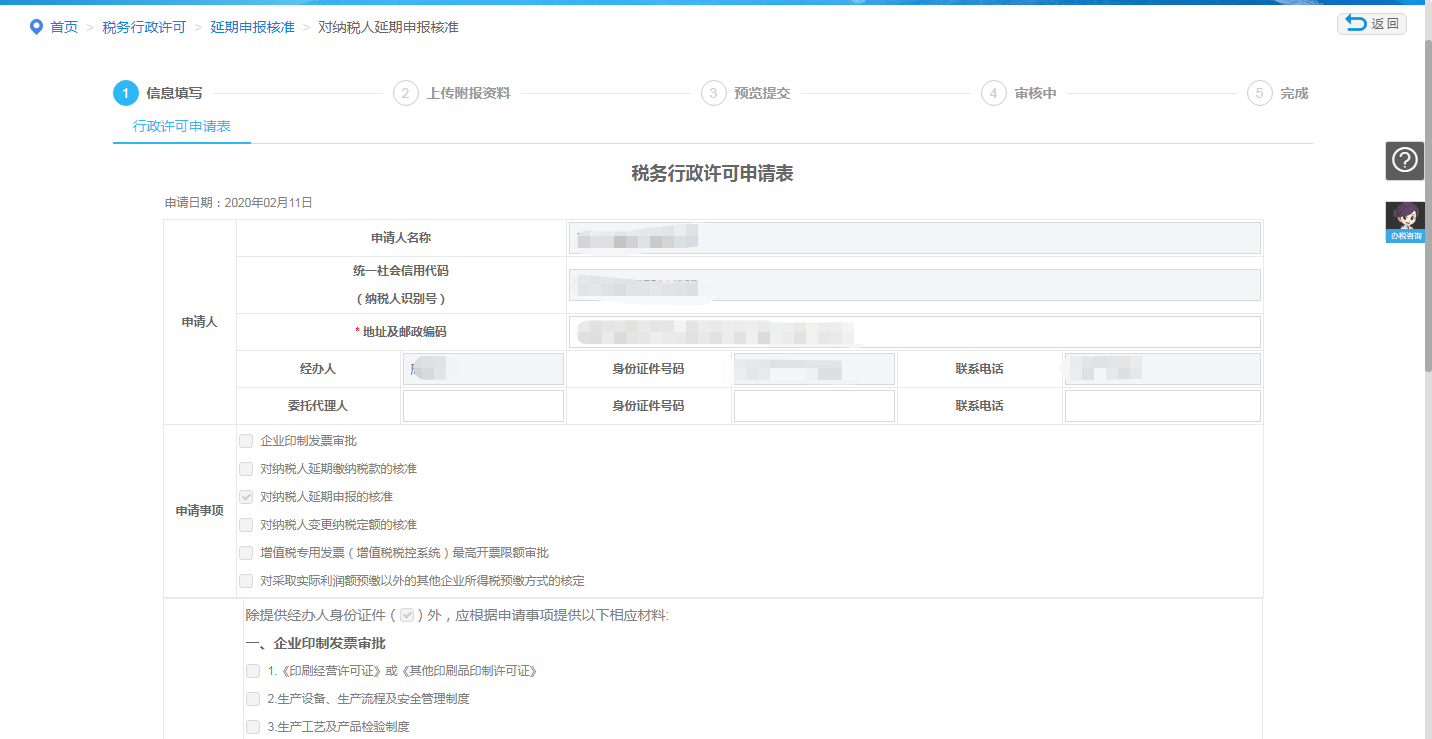 首页 > 税务行政许可 > 延期申报核准 > 对纳税人延期申报核准
返回
1 信息填写 2 上传附报资料 3 预览提交 4 审核中 5 完成
行政许可申请表
税务行政许可申请表
申请日期：2020年02月11日
办税咨询
申请人
申请人名称
统一社会信用代码
（纳税人识别号）
*地址及邮政编码
经办人 身份证件号码 联系电话
委托代理人 身份证件号码 联系电话
申请事项
企业印制发票审批
对纳税人延期缴纳税款的核准
对纳税人延期申报的核准
对纳税人变更纳税定额的核准
增值税专用发票（增值税税控系统）最高开票限额审批
对采取实际利润额预缴以外的其他企业所得税预缴方式的核定
除提供经办人身份证件（）外，应根据申请事项提供以下相应材料:
一、企业印制发票审批
1.《印刷经营许可证》或《其他印刷品印制许可证》
2.生产设备、生产流程及安全管理制度
3.生产工艺及产品检验制度